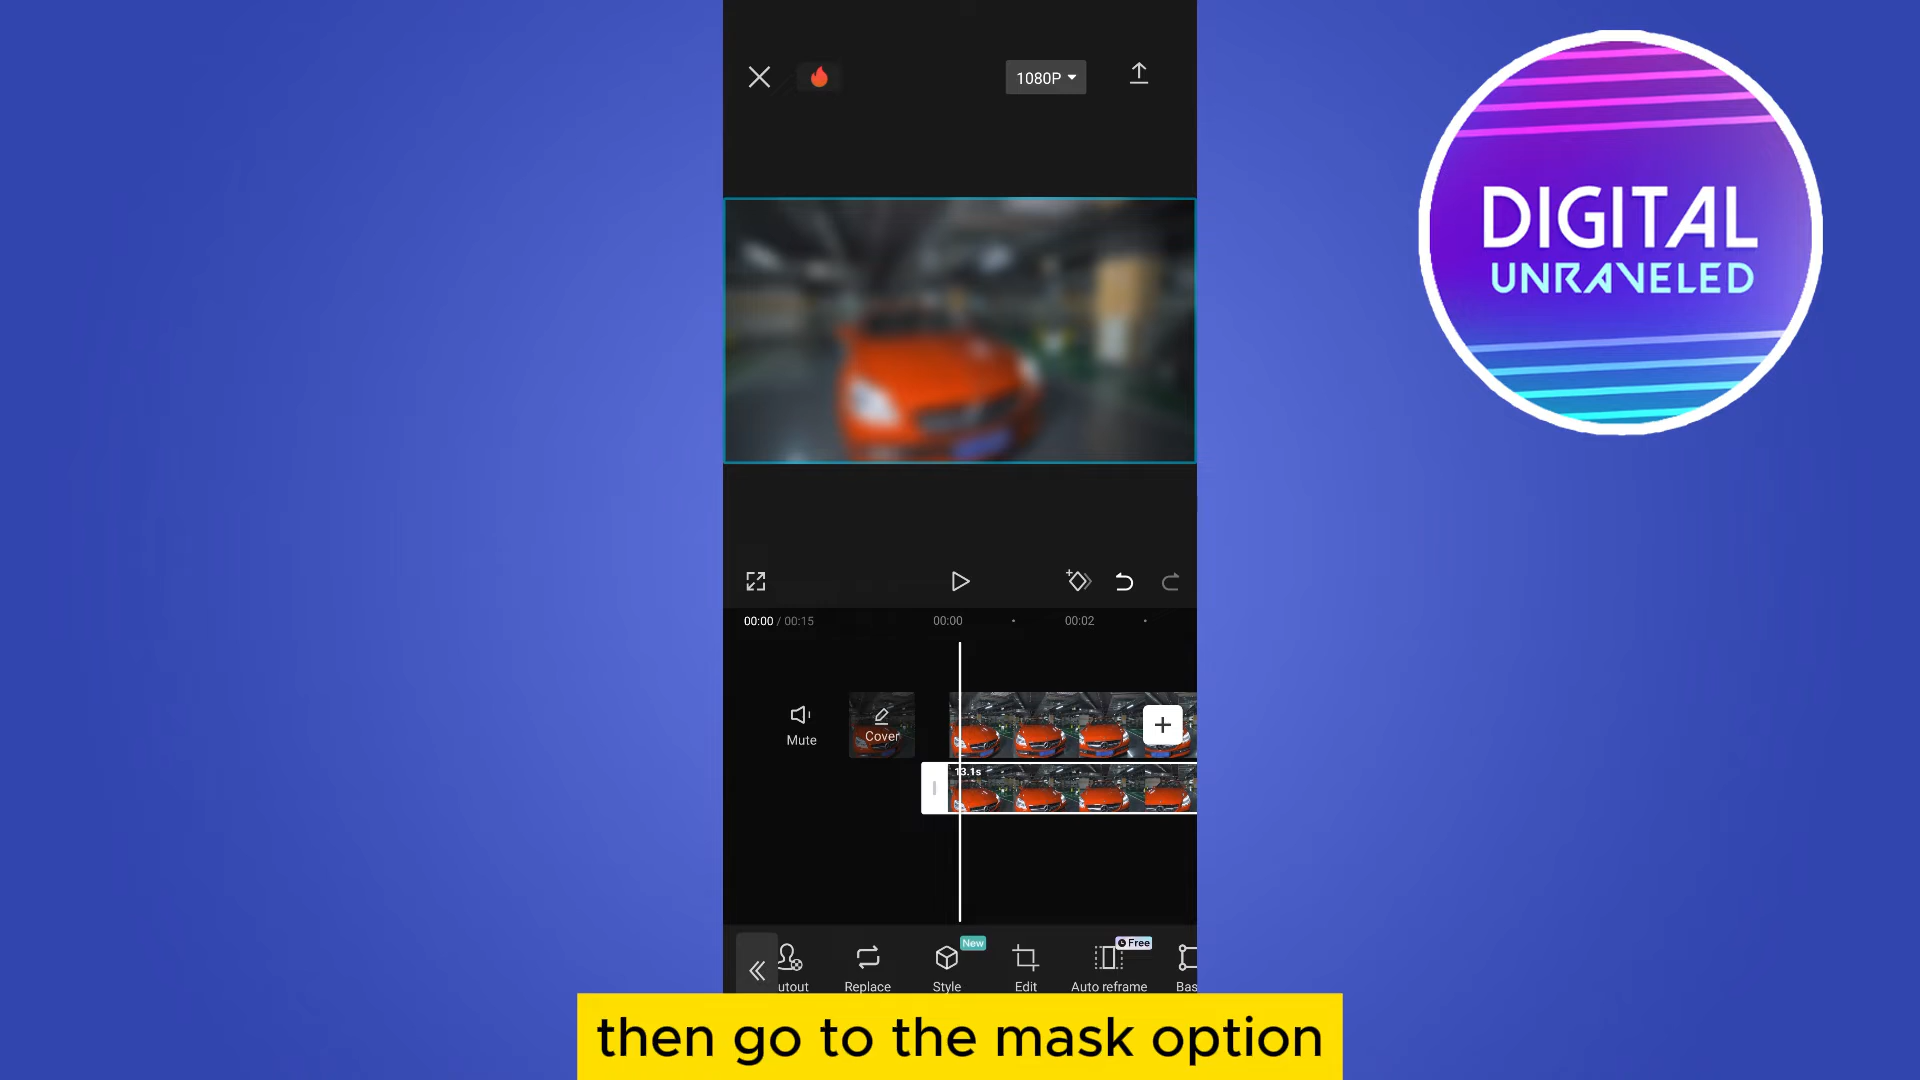 1080P
DIGITAL
UNRAVELED
00:00 / 00:15
00:00
00:02
Mute
Cover
13.1s
New
Free
utout
Replace
Style
Edit
Auto reframe
Bas
then go to the mask option